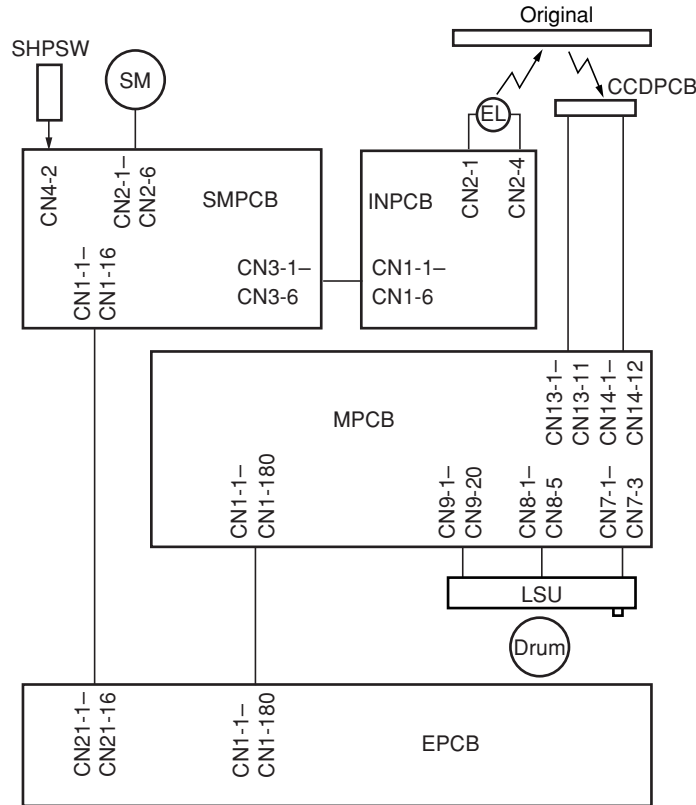 Original
SHPSW
SM
CCDPCB
EL
CN4-2
CN2-1–
CN2-6
SMPCB
CN1-1–
CN1-16
CN3-1–
CN3-6
INPCB
CN2-1
CN2-4
CN1-1–
CN1-6
MPCB
CN13-1–
CN13-11
CN14-1–
CN14-12
CN1-1–
CN1-180
CN9-1–
CN9-20
CN8-1–
CN8-5
CN7-1–
CN7-3
LSU
Drum
CN21-1–
CN21-16
CN1-1–
CN1-180
EPCB